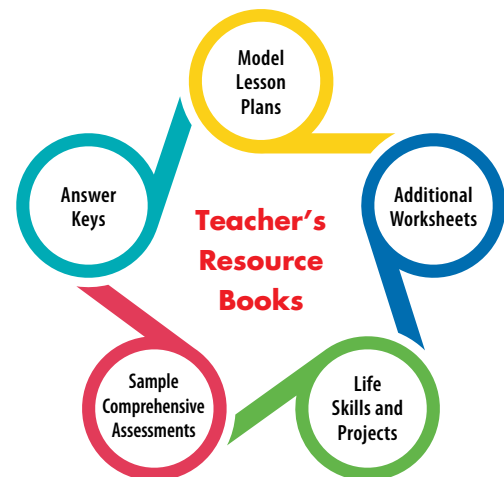 Model
Lesson
Plans
Answer
Keys
Additional
Worksheets
Teacher's
Resource
Books
Sample
Comprehensive
Assessments
Life
Skills and
Projects